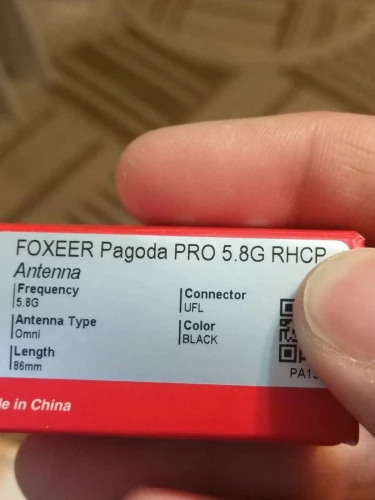 FOXEER Pagoda PRO 5.8G RHCP
Antenna
Frequency
5.8G
Connector
UFL
Antenna Type
Omni
Color
BLACK
Length
86mm
in China